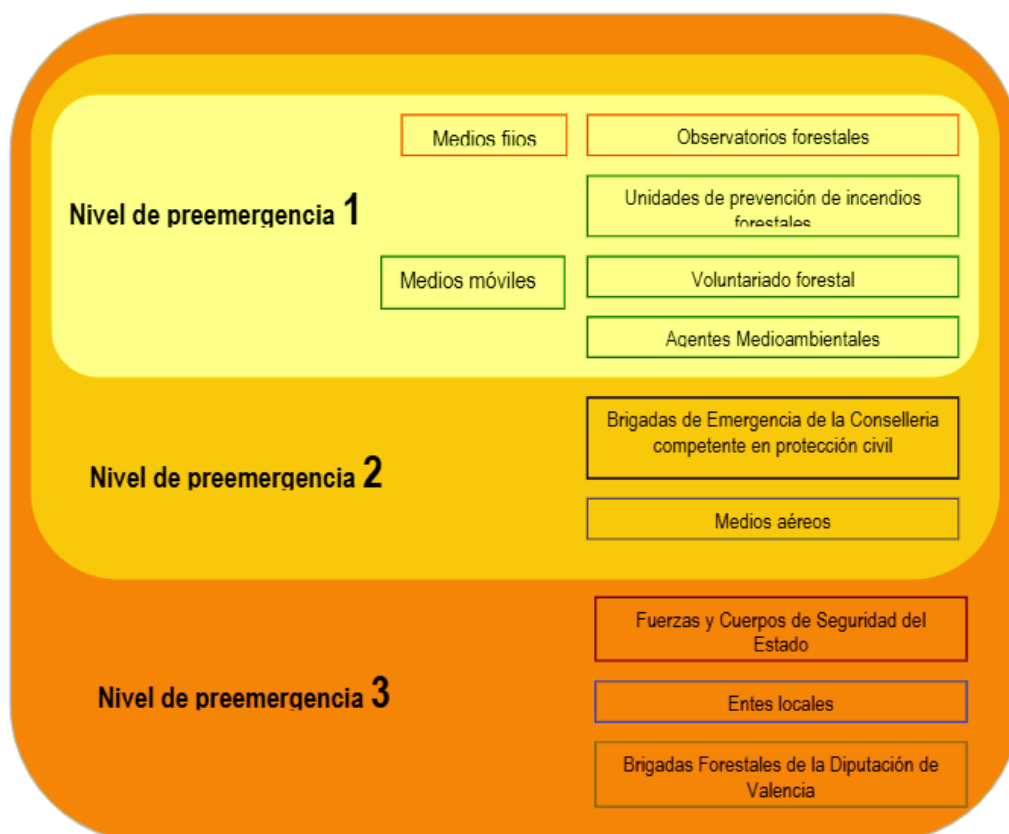 Medios fijos
Observatorios forestales
Nivel de preemergencia 1
Unidades de prevención de incendios
forestales
Medios móviles
Voluntariado forestal
Agentes Medioambientales
Nivel de preemergencia 2
Brigadas de Emergencia de la Conselleria
competente en protección civil
Medios aéreos
Nivel de preemergencia 3
Fuerzas y Cuerpos de Seguridad del
Estado
Entes locales
Brigadas Forestales de la Diputación de
Valencia